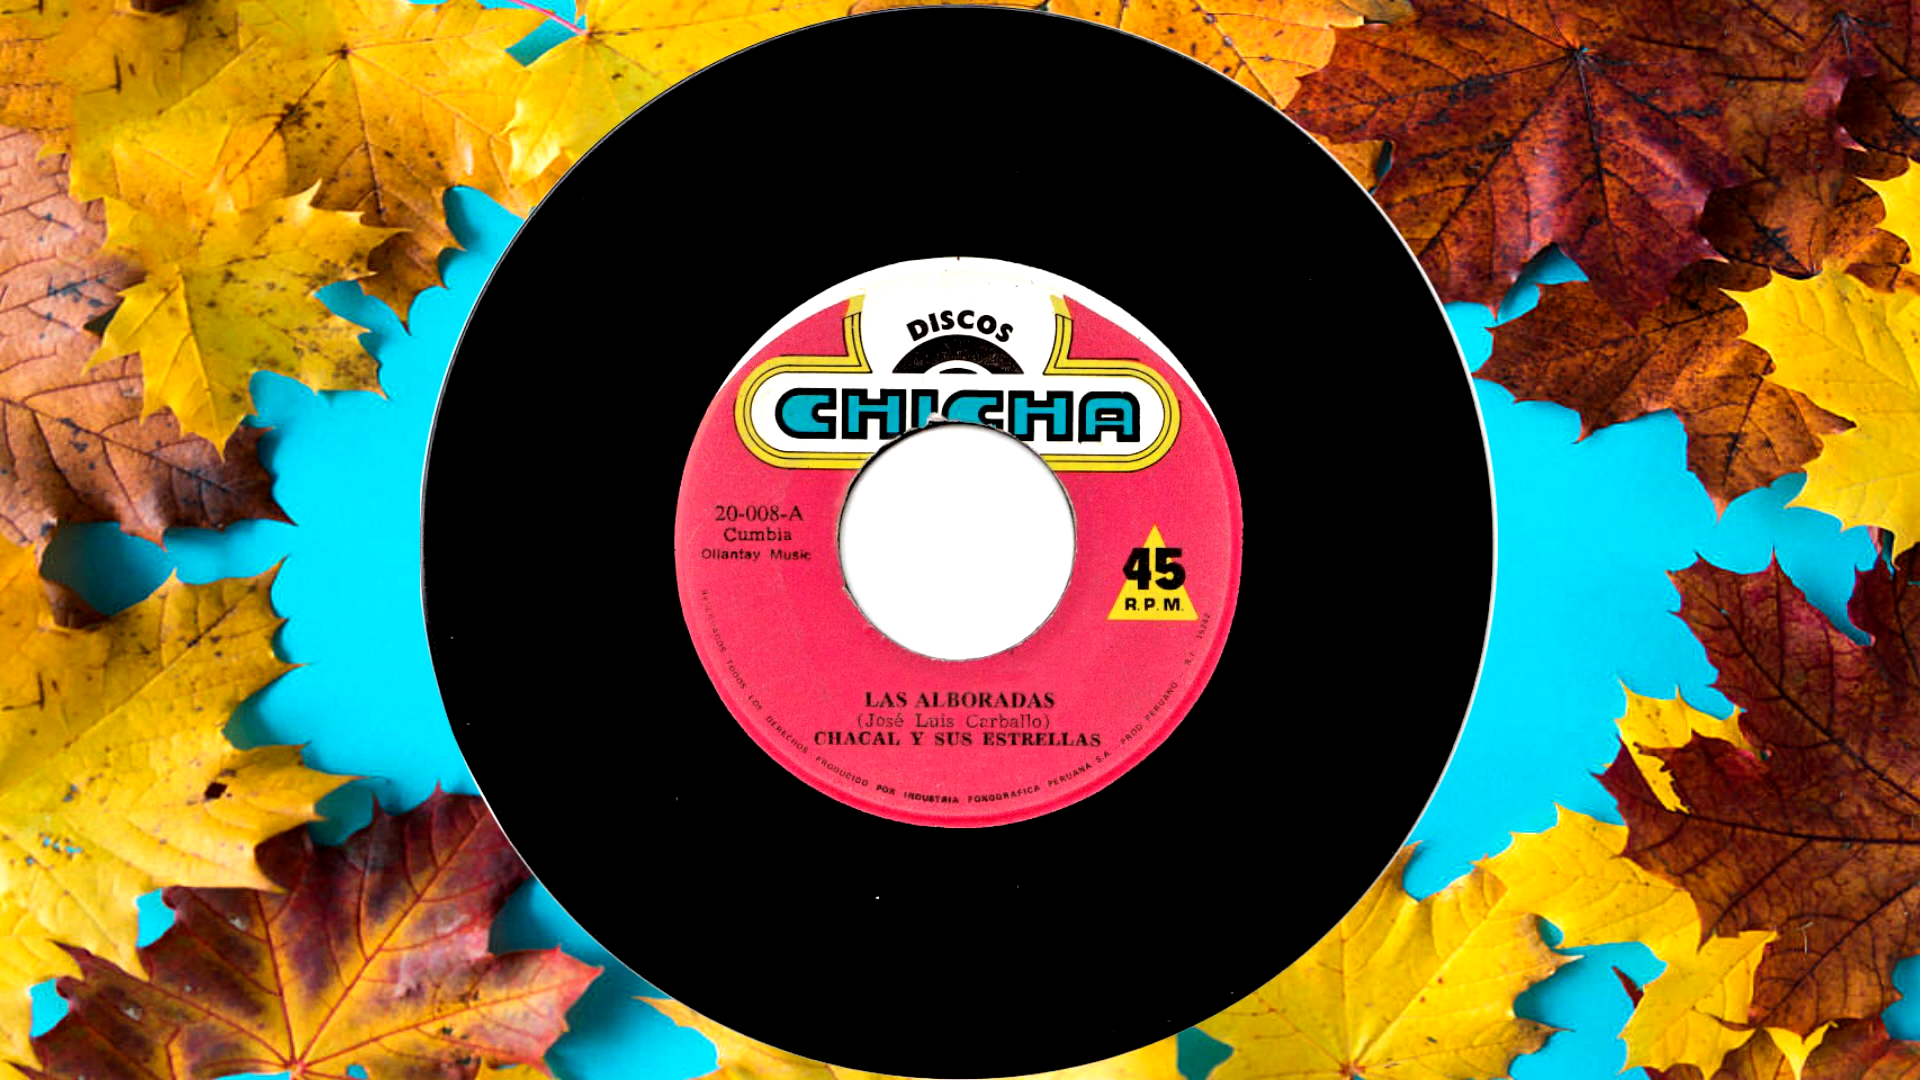 DISCOS
CHICHA
20-008-A
Cumbia
Ollantay Music
45
R.P.M.
LAS ALBORADAS
(José Luis Carballo)
CHACAL Y SUS ESTRELLAS
TODOS LOS DERECHOS PRODUCIDO POR INDUSTRIA FONOGRAFICA PERUANA S.A. PROD PERUANO